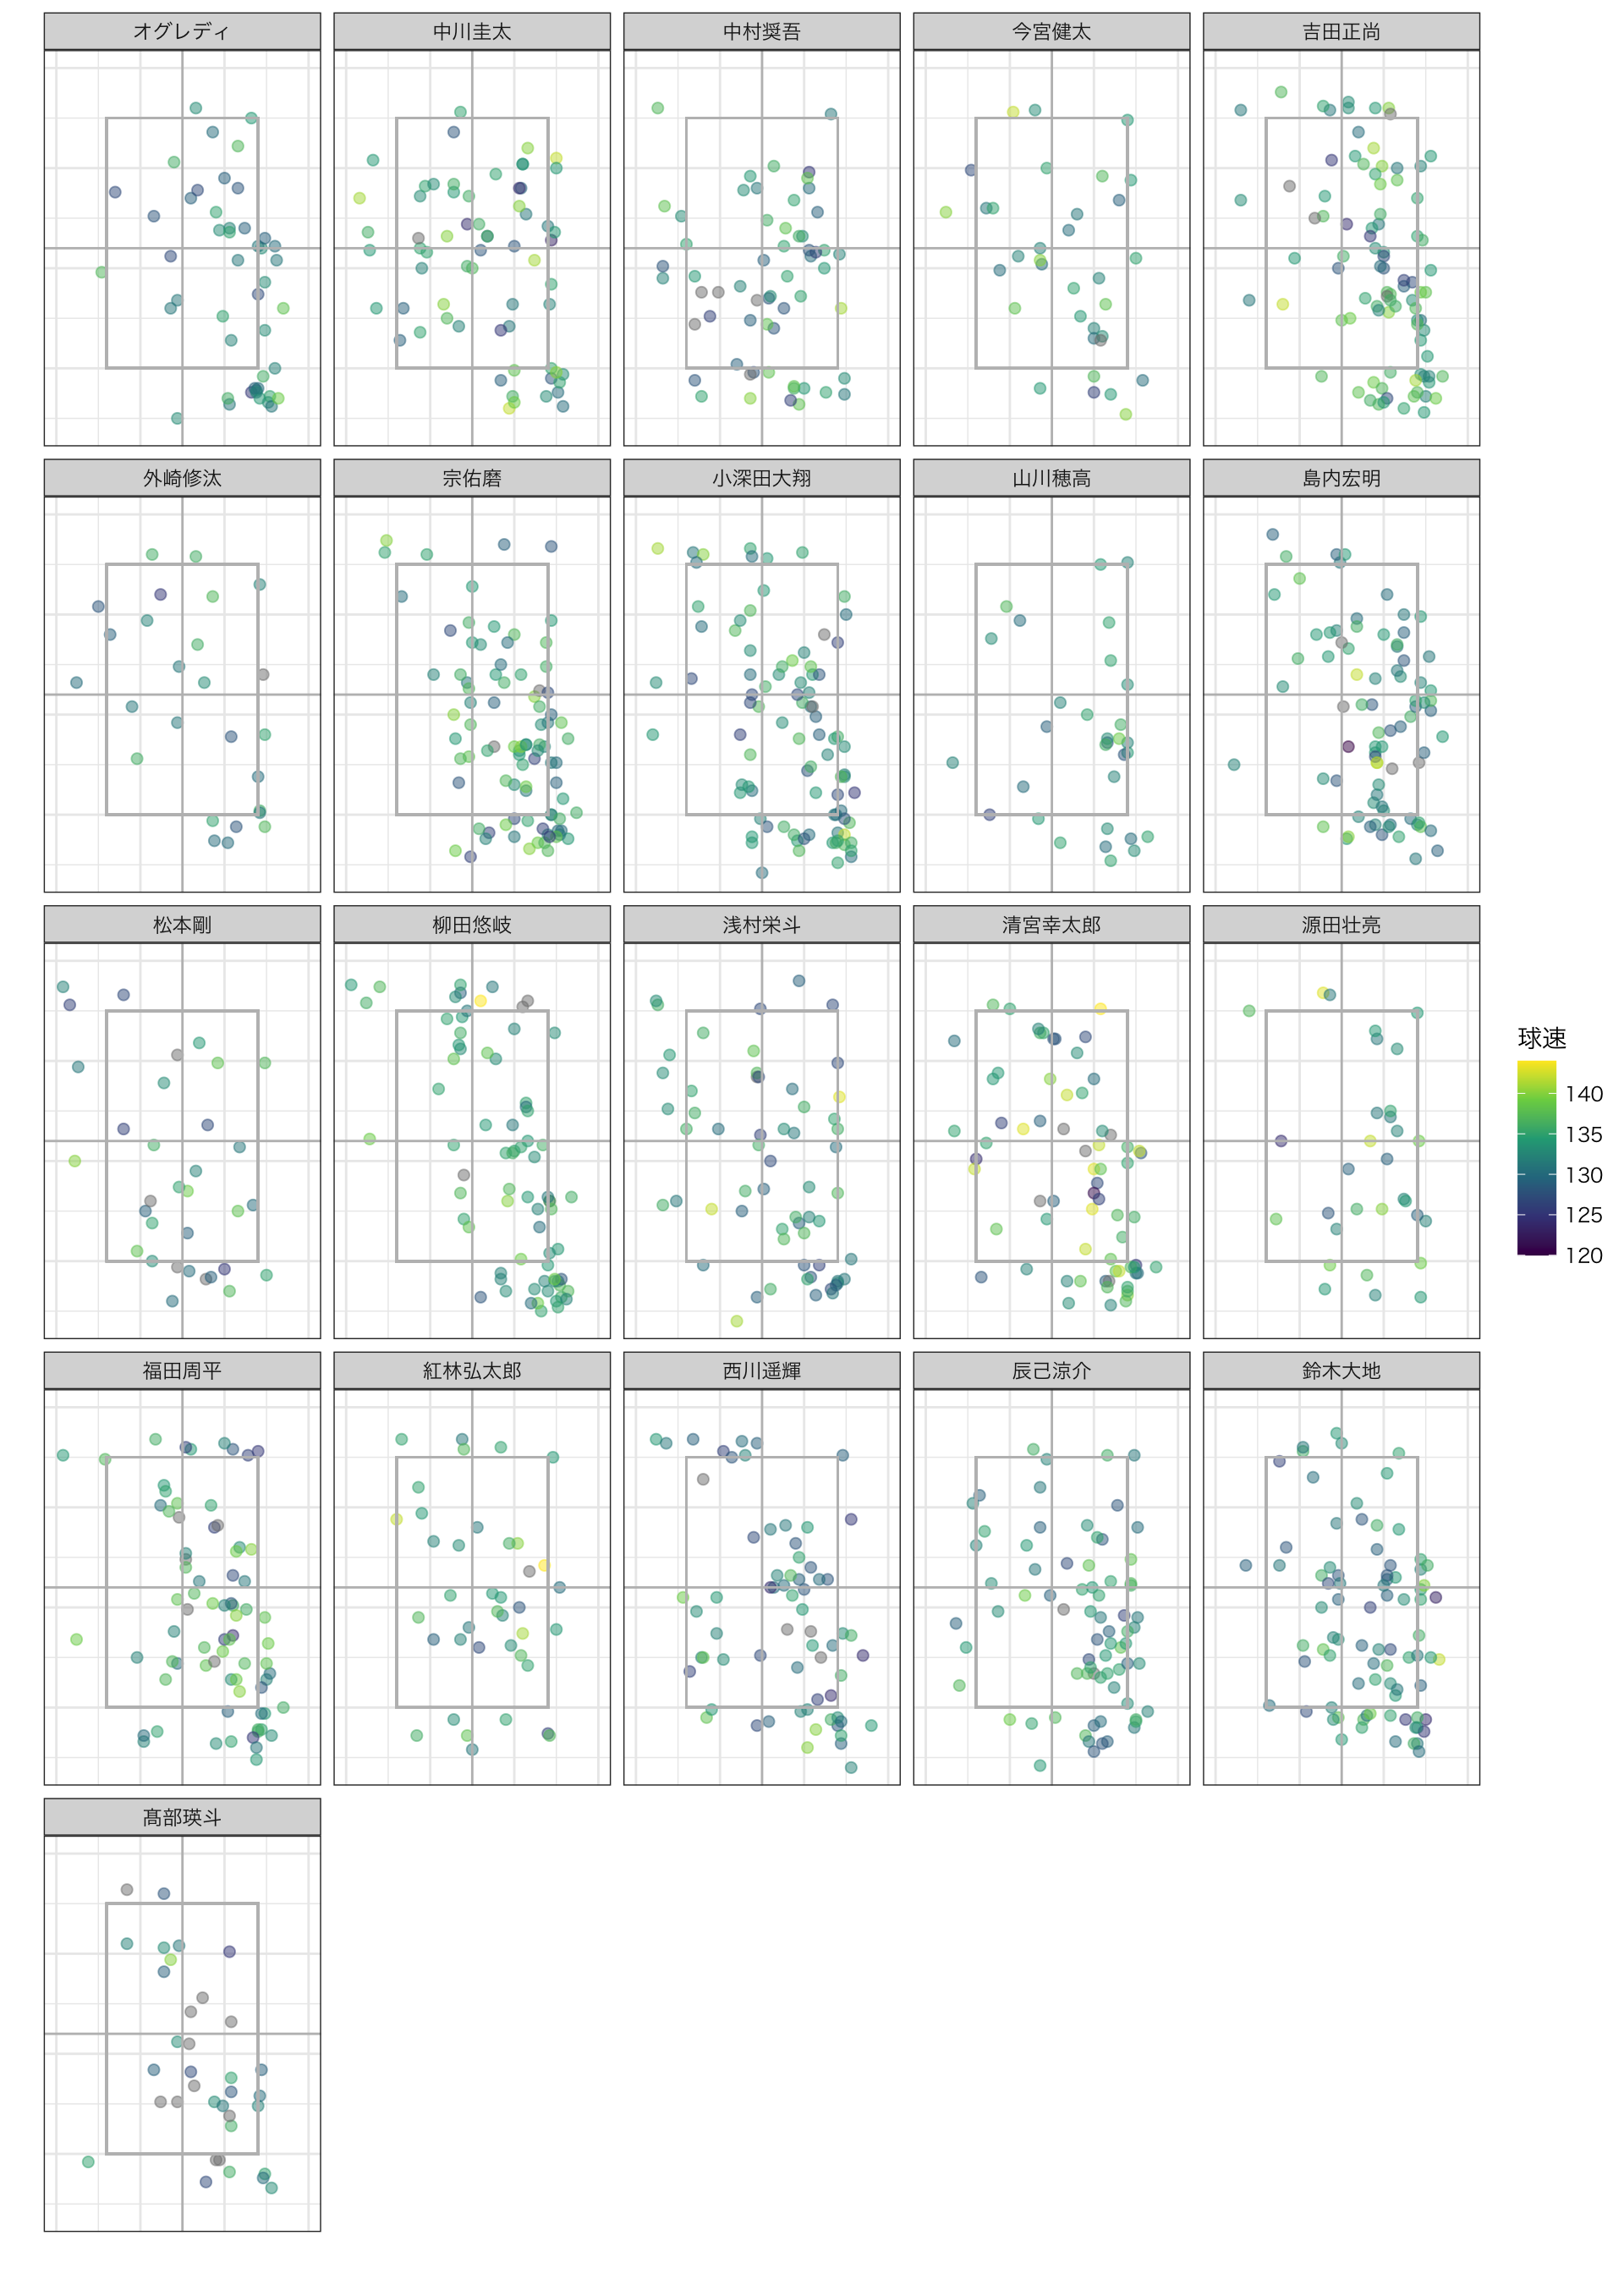 オグレディ
中川圭太
中村奨吾
今宮健太
吉田正尚
外崎修汰
宗佑磨
小深田大翔
山川穂高
島内宏明
松本剛
柳田悠岐
浅村栄斗
清宮幸太郎
源田壮亮
球速
140
135
130
125
120
福田周平
紅林弘太郎
西川遥輝
辰己涼介
鈴木大地
髙部瑛斗